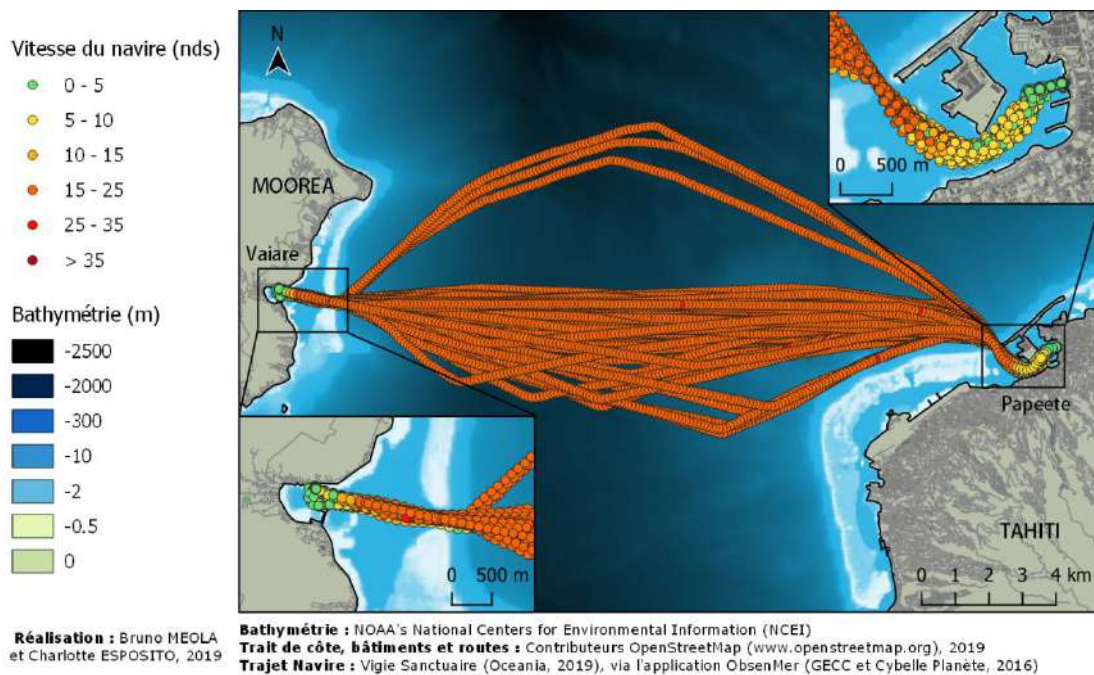 Vitesse du navire (nds)
0 - 5
5 - 10
10 - 15
15 - 25
25 - 35
> 35
Bathymétrie (m)
-2500
-2000
-300
-10
-2
-0.5
0
N
MOOREA
Vaiare
0 500 m
Papeete
TAHITI
0 1 2 3 4 km
0 500 m
Réalisation : Bruno MEOLA
et Charlotte ESPOSITO, 2019
Bathymétrie : NOAA's National Centers for Environmental Information (NCEI)
Trait de côte, bâtiments et routes : Contributeurs OpenStreetMap (www.openstreetmap.org), 2019
Trajet Navire : Vigie Sanctuaire (Oceania, 2019), via l'application ObsenMer (GECC et Cybelle Planète, 2016)